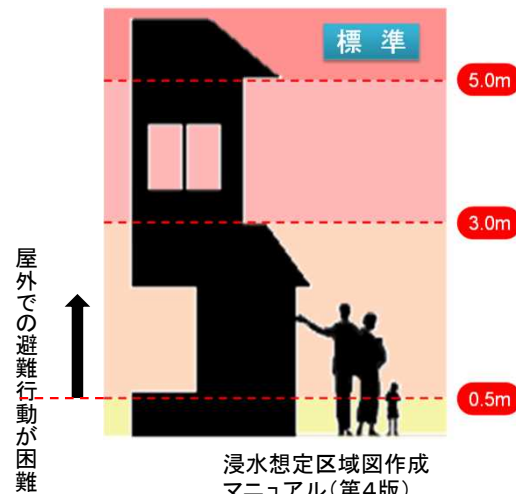 標 準
5.0m
3.0m
屋外での避難行動が困難
0.5m
浸水想定区域図作成
マニュアル(第4版)